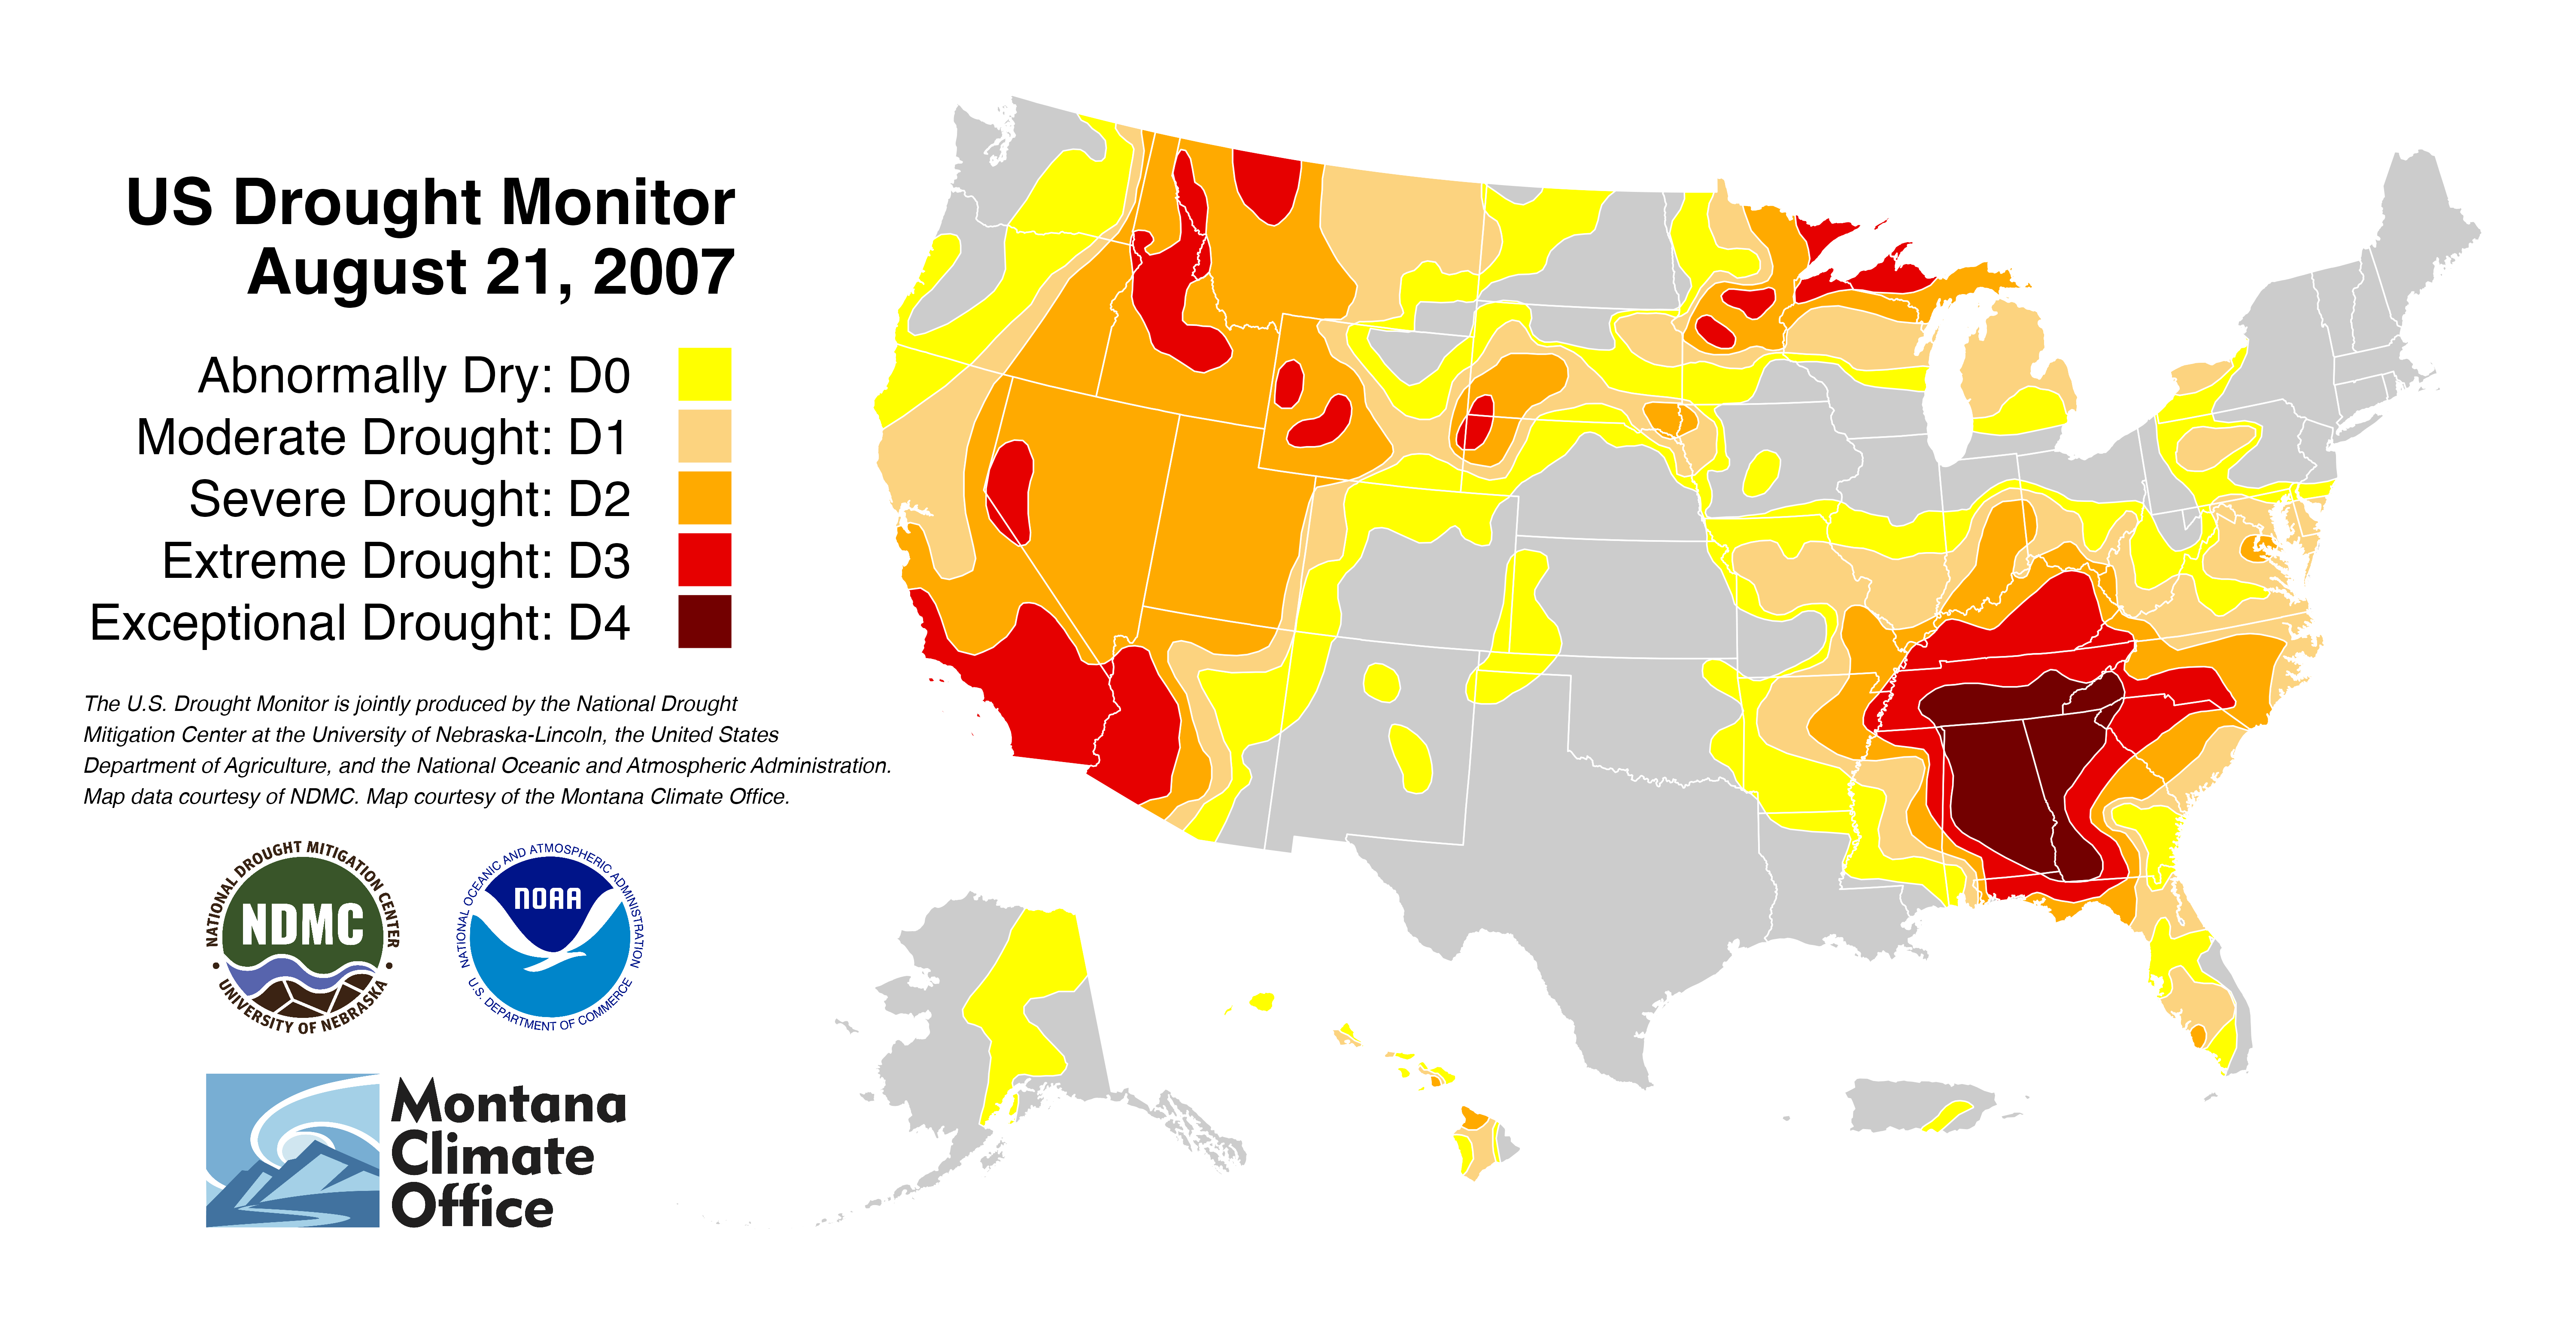 US Drought Monitor
August 21, 2007
Abnormally Dry: D0
Moderate Drought: D1
Severe Drought: D2
Extreme Drought: D3
Exceptional Drought: D4
The U.S. Drought Monitor is jointly produced by the National Drought
Mitigation Center at the University of Nebraska-Lincoln, the United States
Department of Agriculture, and the National Oceanic and Atmospheric Administration.
Map data courtesy of NDMC. Map courtesy of the Montana Climate Office.
NATIONAL DROUGHT MITIGATION CENTER
NDMC
• UNIVERSITY OF NEBRASKA •
NATIONAL OCEANIC AND ATMOSPHERIC ADMINISTRATION
NOAA
U.S. DEPARTMENT OF COMMERCE
Montana
Climate
Office